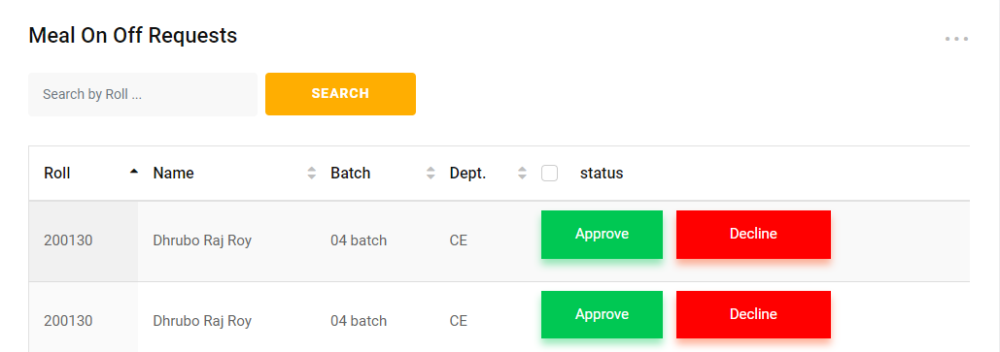 Meal On Off Requests
Search by Roll ...
SEARCH
Roll Name Batch Dept. status
200130 Dhrubo Raj Roy 04 batch CE Approve Decline
200130 Dhrubo Raj Roy 04 batch CE Approve Decline